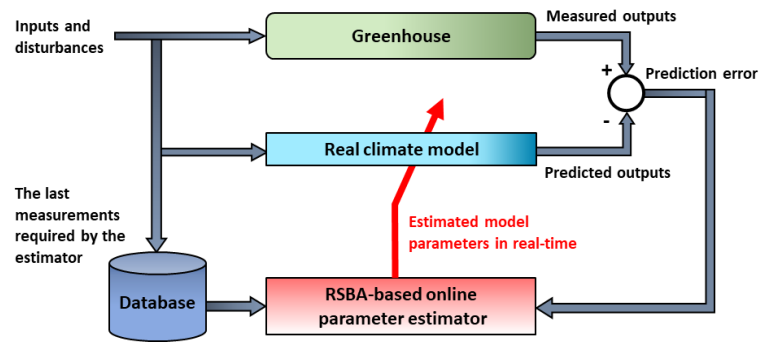 Inputs and
disturbances
Greenhouse
Measured outputs
+
Prediction error
-
Real climate model
Predicted outputs
The last
measurements
required by the
estimator
Estimated model
parameters in real-time
Database
RSBA-based online
parameter estimator